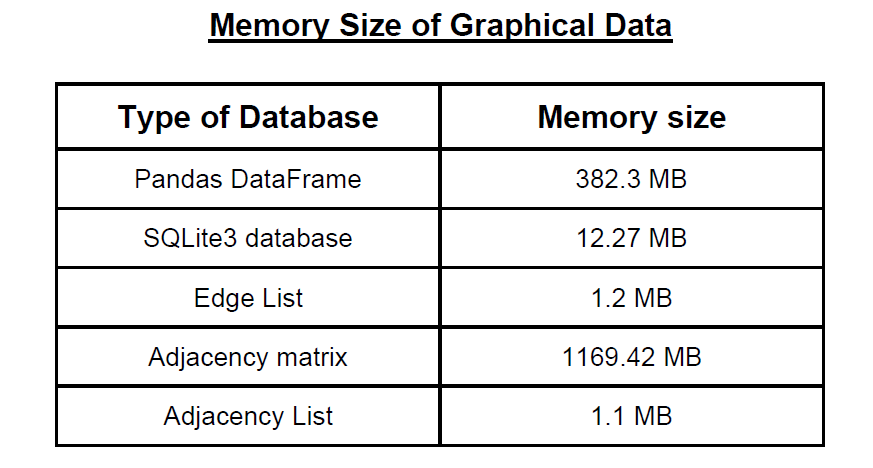 Memory Size of Graphical Data
Type of Database Memory size
Pandas DataFrame 382.3 MB
SQLite3 database 12.27 MB
Edge List 1.2 MB
Adjacency matrix 1169.42 MB
Adjacency List 1.1 MB